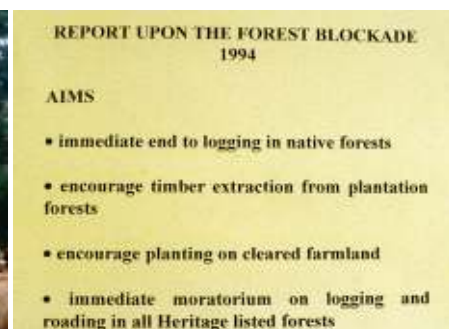 REPORT UPON THE FOREST BLOCKADE
1994
AIMS
• immediate end to logging in native forests
• encourage timber extraction from plantation
forests
• encourage planting on cleared farmland
• immediate moratorium on logging and
roading in all Heritage listed forests